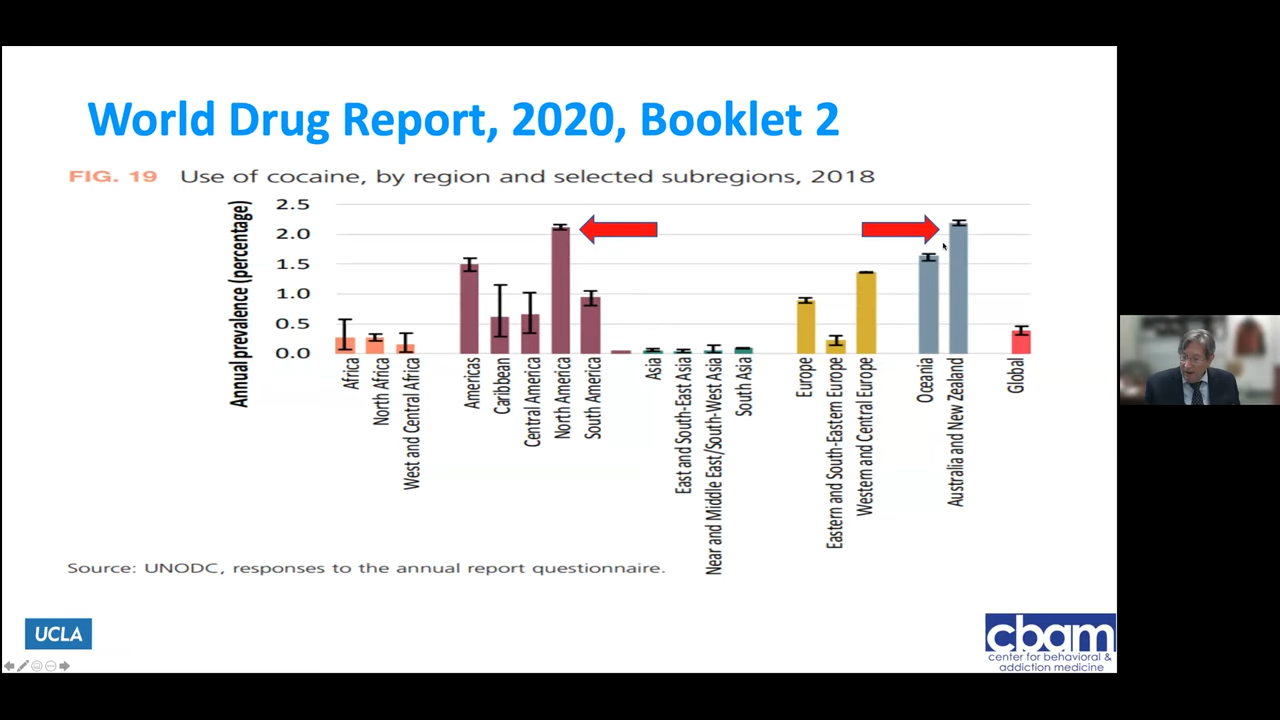 World Drug Report, 2020, Booklet 2
FIG. 19 Use of cocaine, by region and selected subregions, 2018
Annual prevalence (percentage)
2.5
2.0
1.5
1.0
0.5
0.0
Africa
North Africa
West and Central Africa
Americas
Caribbean
Central America
North America
South America
Asia
East and South-East Asia
Near and Middle East/South-West Asia
South Asia
Europe
Eastern and South-Eastern Europe
Western and Central Europe
Oceania
Australia and New Zealand
Global
Source: UNODC, responses to the annual report questionnaire.
UCLA
cbam
center for behavioral &
addiction medicine